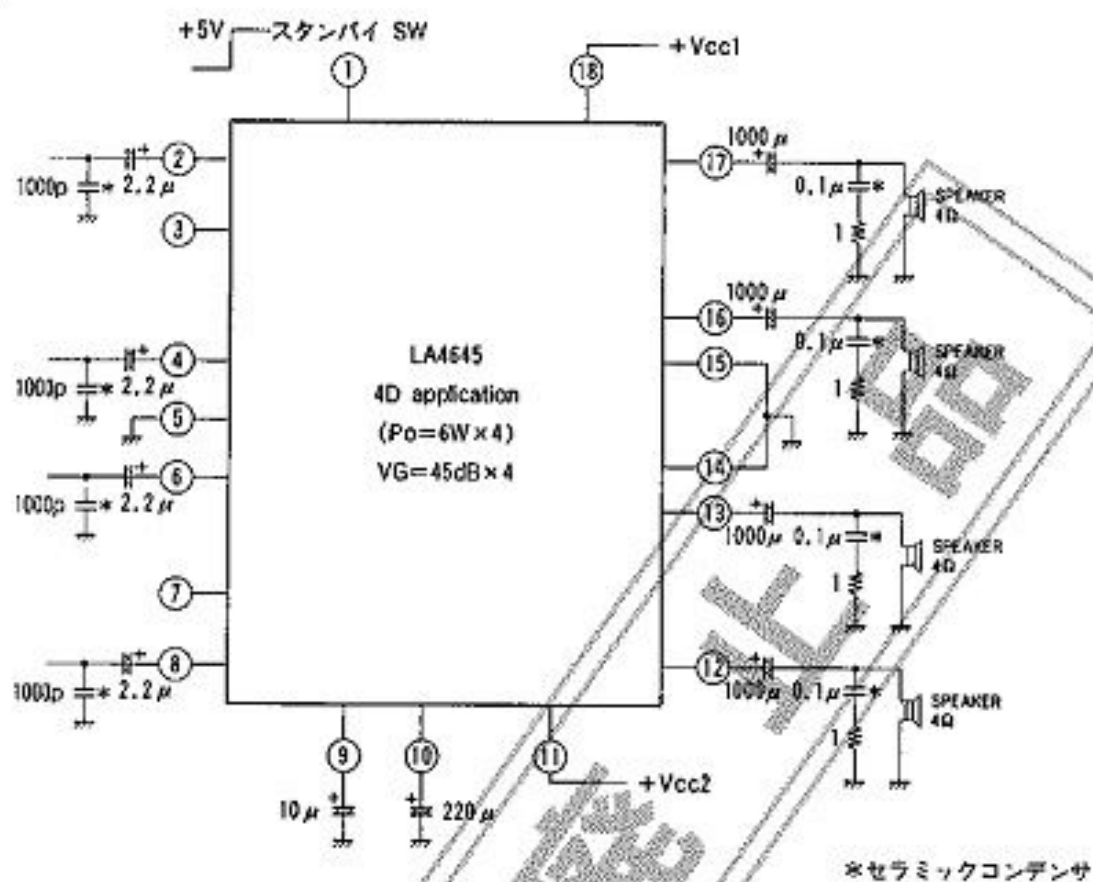 +5V スタンバイ SW
+Vcc1
1
18
2
1000p * 2.2μ
3
4
1000p * 2.2μ
5
6
1000p * 2.2μ
7
8
1000p * 2.2μ
LA4645
4D application
(Po=6W×4)
VG=45dB×4
17
1000μ
0.1μ *
1
SPEAKER
4Ω
16
1000μ
0.1μ *
1
SPEAKER
4Ω
15
14
13
1000μ 0.1μ *
1
SPEAKER
4Ω
12
1000μ 0.1μ *
1
SPEAKER
4Ω
9
10μ
10
220μ
11
+Vcc2
*セラミックコンデンサ